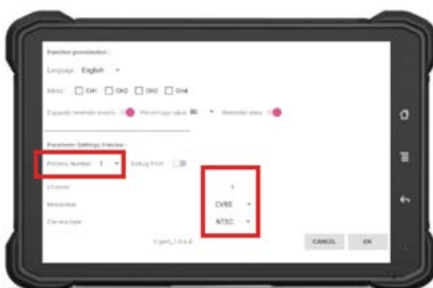 Function preselection :
Language English
Mirror CH1 CH2 CH3 CH4
Capacity reminder enable Percentage value 80 Reminder video
Parameter Settings Preview
Preview Number 1 Debug Print
Channel 1
Resolution CVBS
Camera type NTSC
CANCEL OK